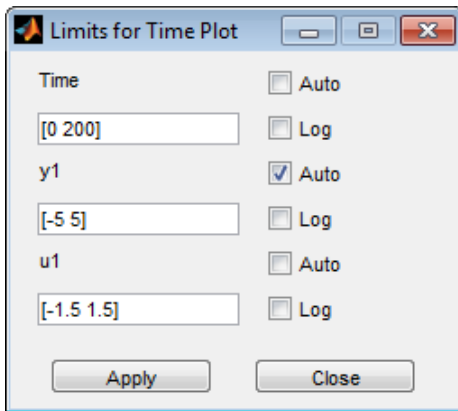 Limits for Time Plot
Time
Auto
[0 200]
Log
y1
Auto
[-5 5]
Log
u1
Auto
[-1.5 1.5]
Log
Apply
Close